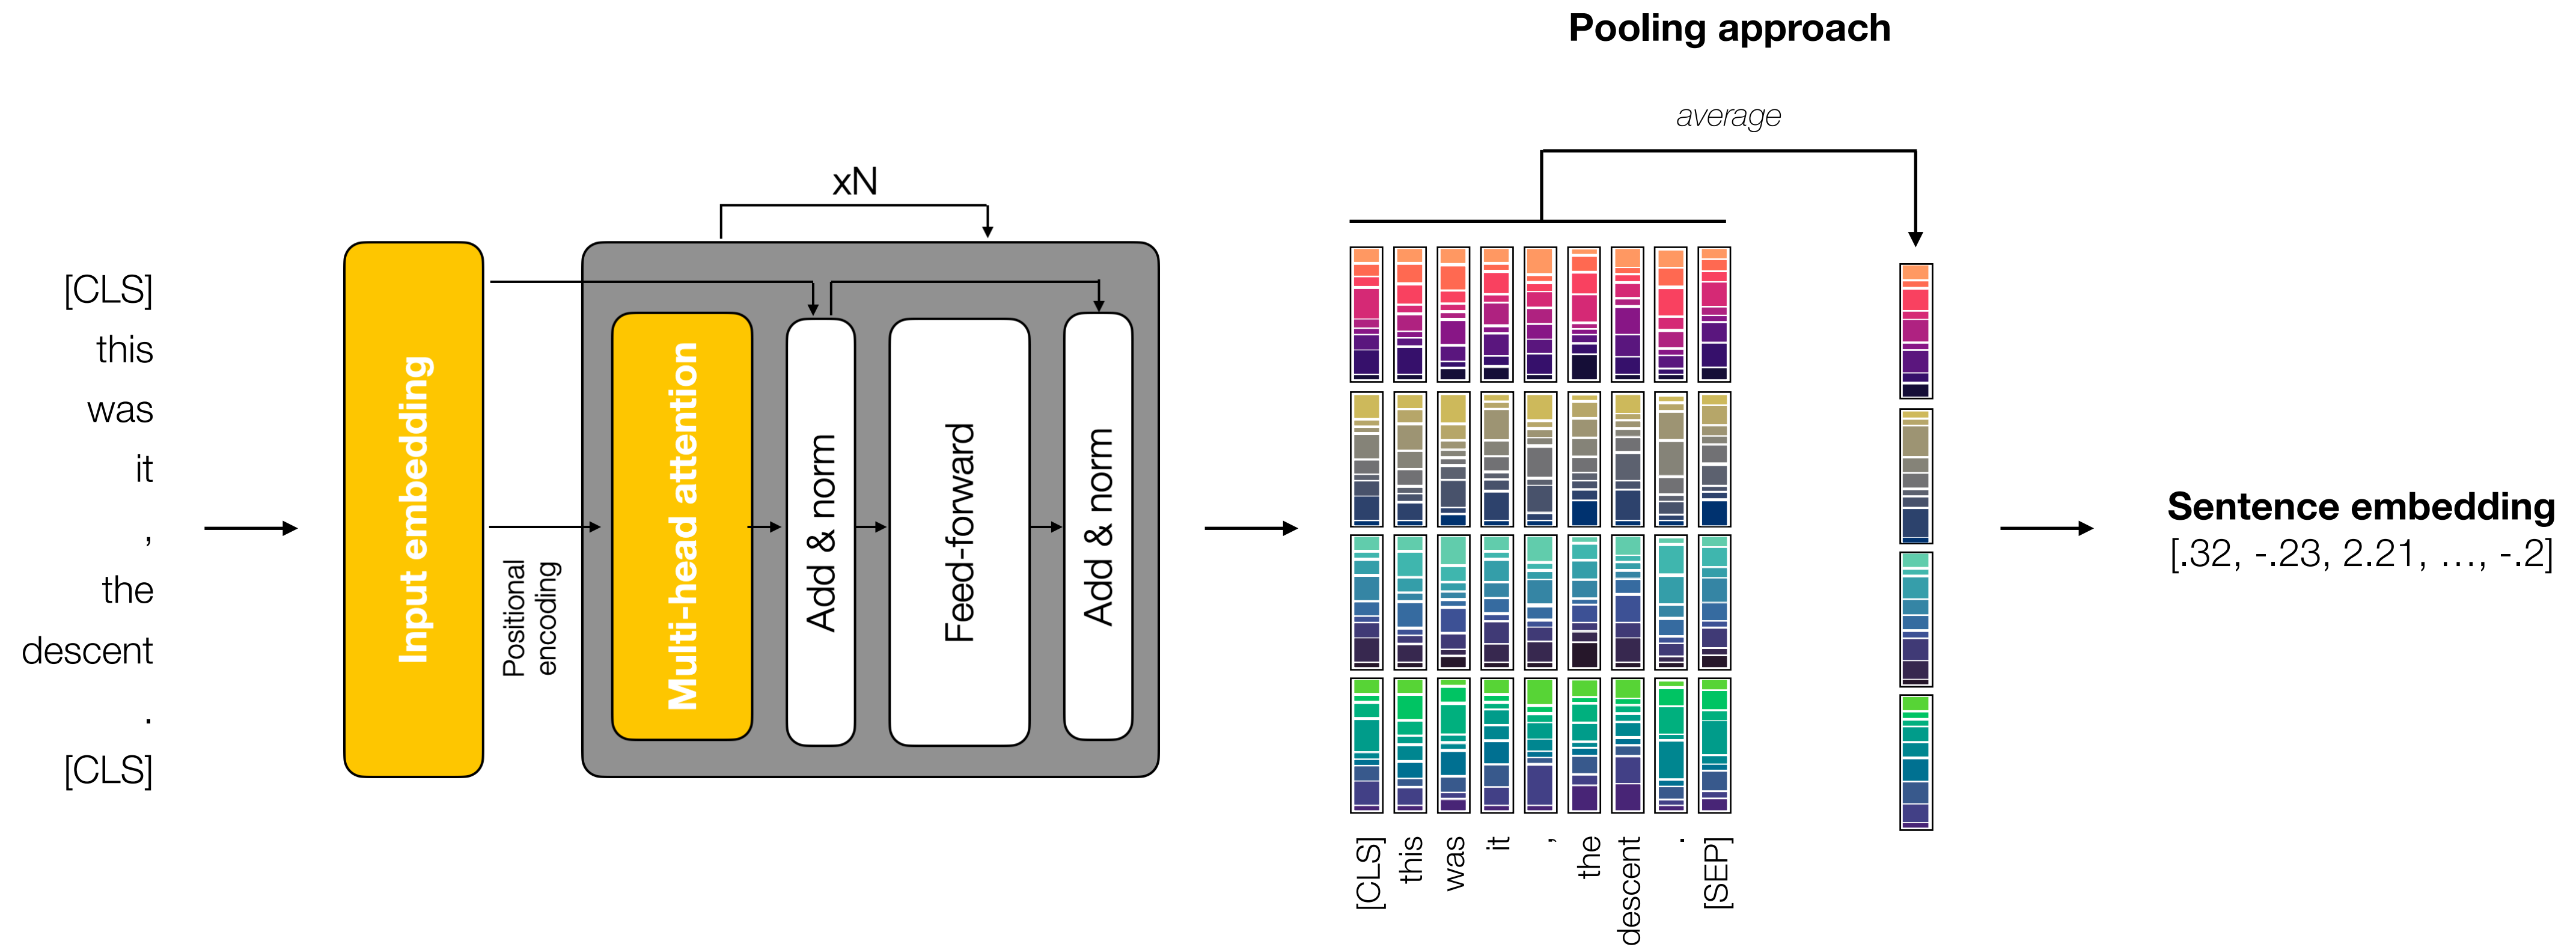 Pooling approach
average
xN
[CLS]
this
was
it
,
the
descent
.
[CLS]
Input embedding
Positional
encoding
Multi-head attention
Add & norm
Feed-forward
Add & norm
[CLS]
this
was
it
,
the
descent
.
[SEP]
Sentence embedding
[.32, -.23, 2.21, …, -.2]